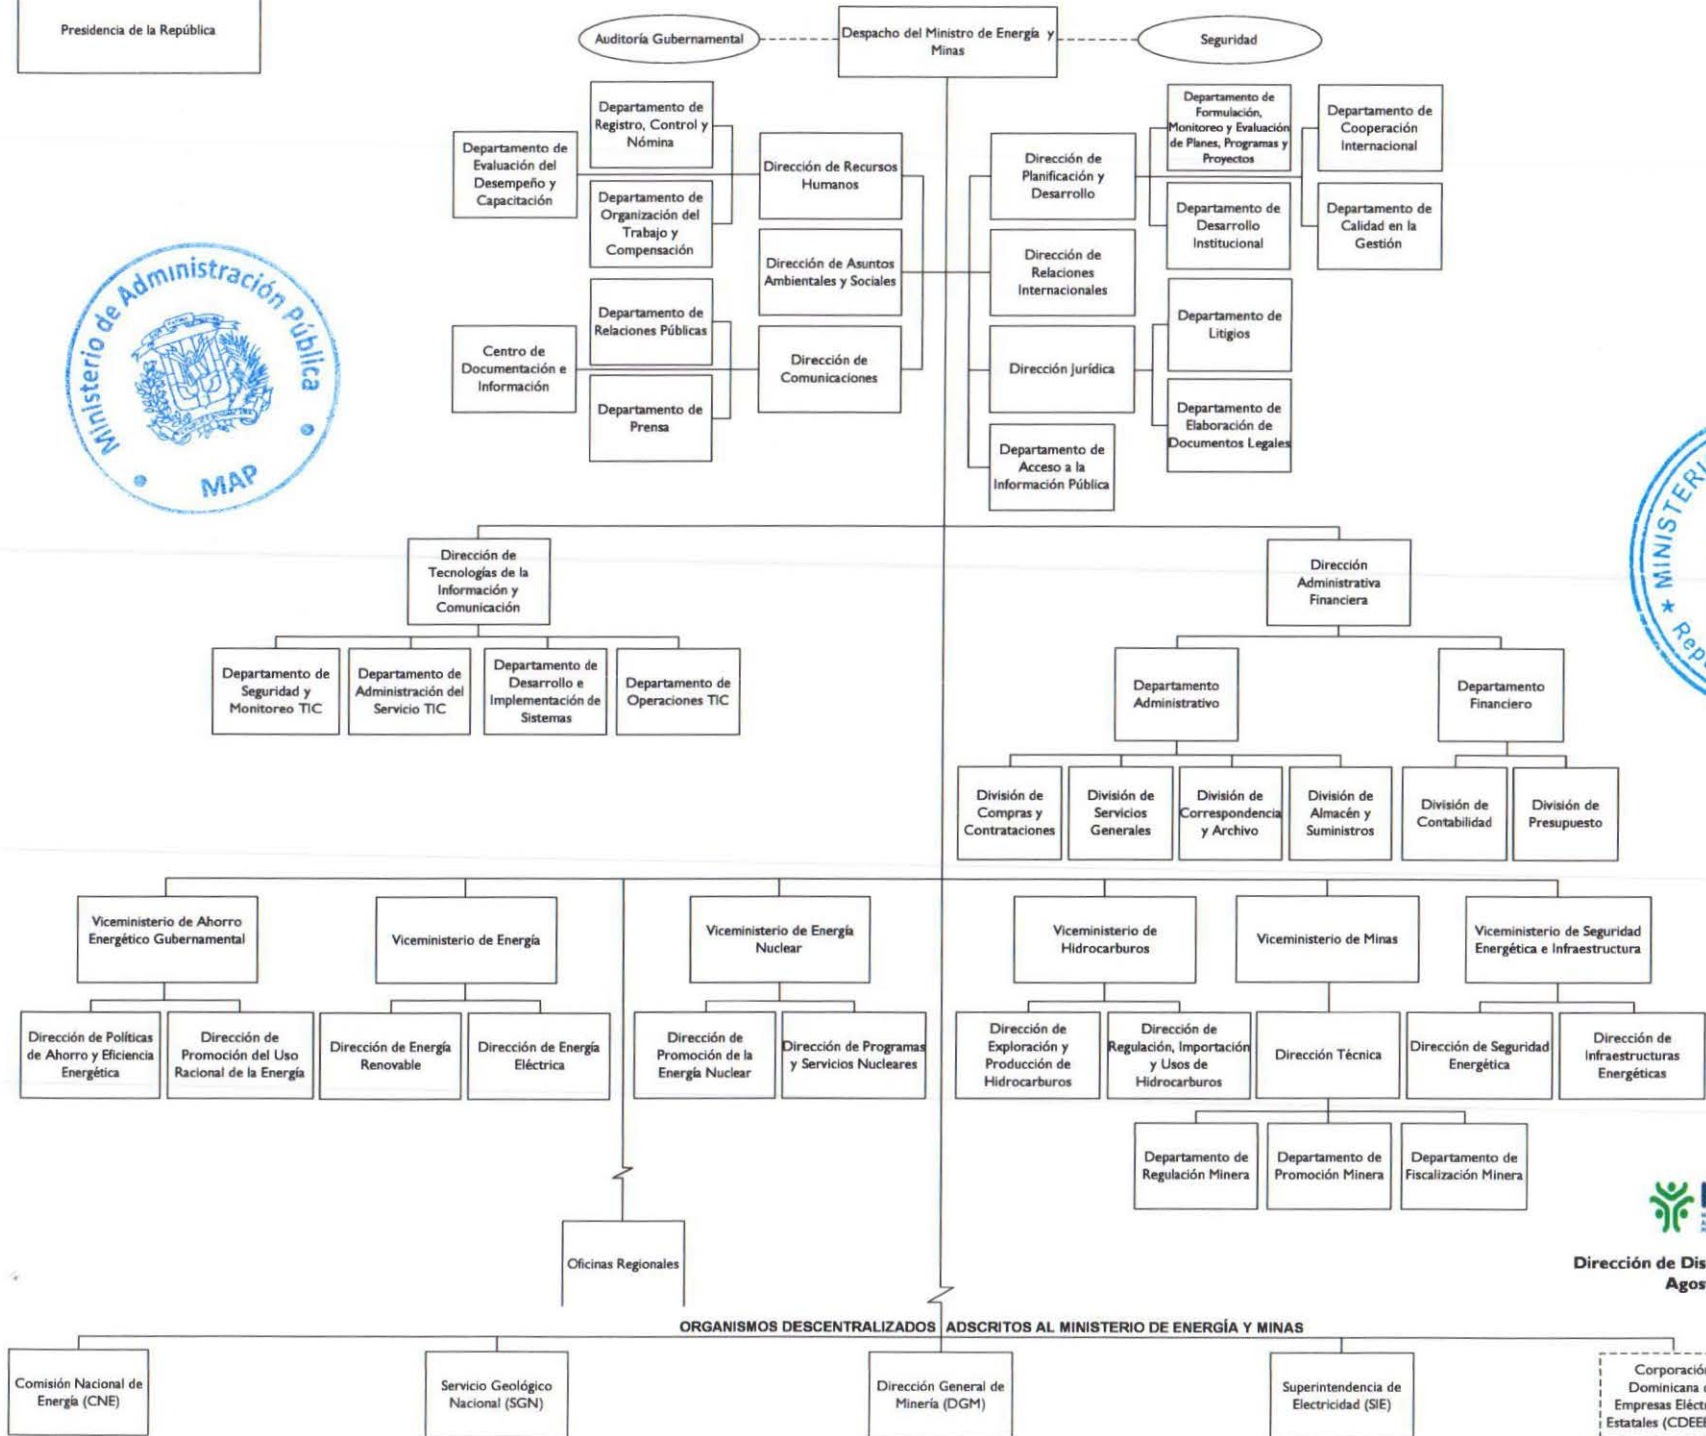 Presidencia de la República
Auditoría Gubernamental
Despacho del Ministro de Energía y
Minas
Seguridad
Departamento de
Registro, Control y
Nómina
Departamento de
Evaluación del
Desempeño y
Capacitación
Departamento de
Organización del
Trabajo y
Compensación
Dirección de Recursos
Humanos
Dirección de Asuntos
Ambientales y Sociales
Departamento de
Relaciones Públicas
Centro de
Documentación e
Información
Departamento de
Prensa
Dirección de
Comunicaciones
Dirección de
Planificación y
Desarrollo
Departamento de
Formulación,
Monitoreo y Evaluación
de Planes, Programas y
Proyectos
Departamento de
Cooperación
Internacional
Departamento de
Desarrollo
Institucional
Departamento de
Calidad en la
Gestión
Dirección de
Relaciones
Internacionales
Dirección Jurídica
Departamento de
Litigios
Departamento de
Elaboración de
Documentos Legales
Departamento de
Acceso a la
Información Pública
Ministerio de Administración Pública
MAP
Dirección de
Tecnologías de la
Información y
Comunicación
Departamento de
Seguridad y
Monitoreo TIC
Departamento de
Administración del
Servicio TIC
Departamento de
Desarrollo e
Implementación de
Sistemas
Departamento de
Operaciones TIC
Dirección
Administrativa
Financiera
Departamento
Administrativo
Departamento
Financiero
División de
Compras y
Contrataciones
División de
Servicios
Generales
División de
Correspondencia
y Archivo
División de
Almacén y
Suministros
División de
Contabilidad
División de
Presupuesto
Viceministerio de Ahorro
Energético Gubernamental
Viceministerio de Energía
Viceministerio de Energía
Nuclear
Viceministerio de
Hidrocarburos
Viceministerio de Minas
Viceministerio de Seguridad
Energética e Infraestructura
Dirección de Políticas
de Ahorro y Eficiencia
Energética
Dirección de
Promoción del Uso
Racional de la Energía
Dirección de Energía
Renovable
Dirección de Energía
Eléctrica
Dirección de
Promoción de la
Energía Nuclear
Dirección de Programas
y Servicios Nucleares
Dirección de
Exploración y
Producción de
Hidrocarburos
Dirección de
Regulación, Importación
y Usos de
Hidrocarburos
Dirección Técnica
Dirección de Seguridad
Energética
Dirección de
Infraestructuras
Energéticas
Departamento de
Regulación Minera
Departamento de
Promoción Minera
Departamento de
Fiscalización Minera
Oficinas Regionales
Dirección de Dis
Agos
ORGANISMOS DESCENTRALIZADOS ADSCRITOS AL MINISTERIO DE ENERGÍA Y MINAS
Comisión Nacional de
Energía (CNE)
Servicio Geológico
Nacional (SGN)
Dirección General de
Minería (DGM)
Superintendencia de
Electricidad (SIE)
Corporación
Dominicana
Empresas Eléct
Estatales (CDEEE
★ MINISTERI
Rep